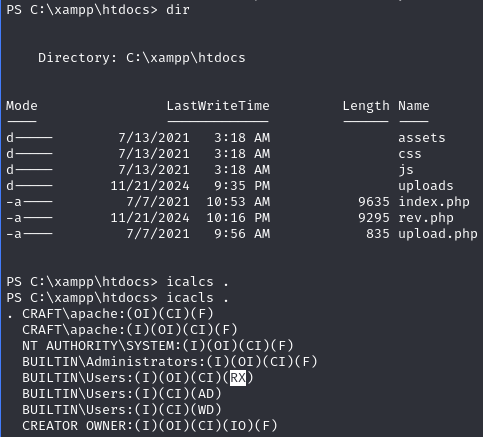 PS C:\xampp\htdocs> dir
Directory: C:\xampp\htdocs
Mode LastWriteTime Length Name
---- ------------- ------ ----
d----- 7/13/2021 3:18 AM assets
d----- 7/13/2021 3:18 AM css
d----- 7/13/2021 3:18 AM js
d----- 11/21/2024 9:35 PM uploads
-a---- 7/7/2021 10:53 AM 9635 index.php
-a---- 11/21/2024 10:16 PM 9295 rev.php
-a---- 7/7/2021 9:56 AM 835 upload.php
PS C:\xampp\htdocs> icalcs .
PS C:\xampp\htdocs> icacls .
. CRAFT\apache:(OI)(CI)(F)
CRAFT\apache:(I)(OI)(CI)(F)
NT AUTHORITY\SYSTEM:(I)(OI)(CI)(F)
BUILTIN\Administrators:(I)(OI)(CI)(F)
BUILTIN\Users:(I)(OI)(CI)(RX)
BUILTIN\Users:(I)(CI)(AD)
BUILTIN\Users:(I)(CI)(WD)
CREATOR OWNER:(I)(OI)(CI)(IO)(F)